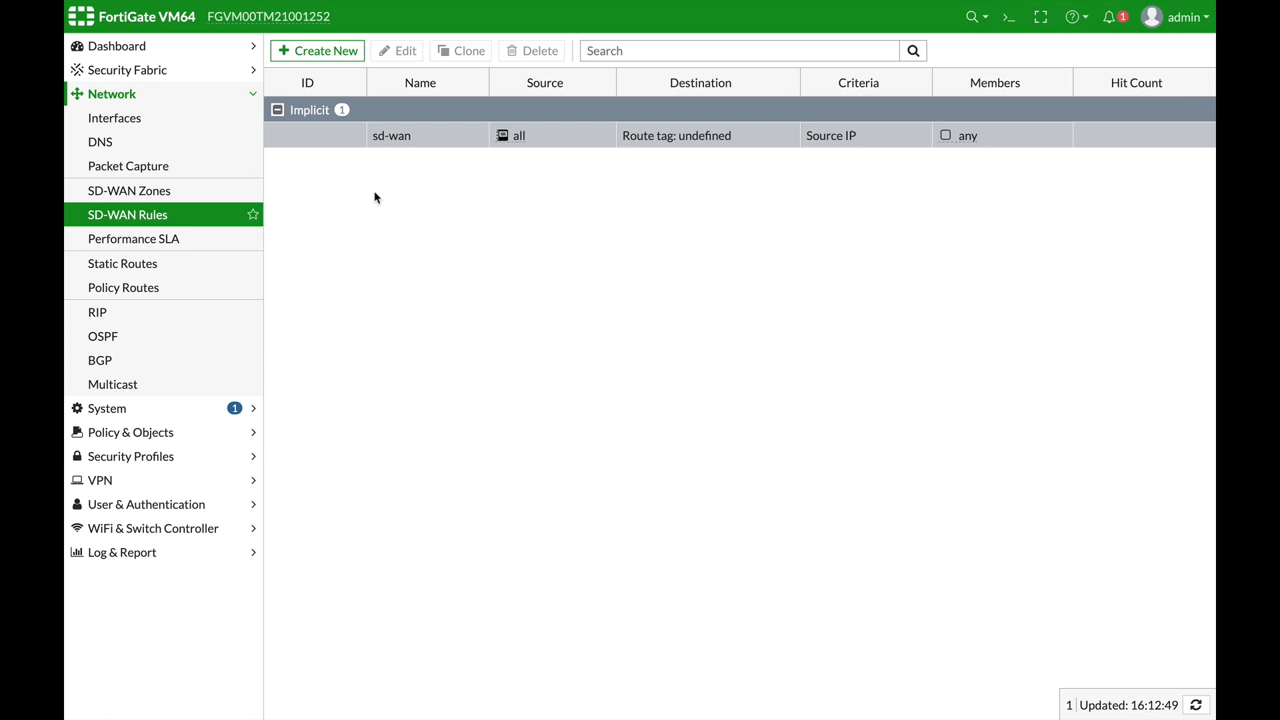 FortiGate VM64 FGVM00TM21001252 1 admin
Dashboard
Security Fabric
Network
Interfaces
DNS
Packet Capture
SD-WAN Zones
SD-WAN Rules
Performance SLA
Static Routes
Policy Routes
RIP
OSPF
BGP
Multicast
System 1
Policy & Objects
Security Profiles
VPN
User & Authentication
WiFi & Switch Controller
Log & Report
Create New Edit Clone Delete Search
ID Name Source Destination Criteria Members Hit Count
Implicit 1
sd-wan all Route tag: undefined Source IP any
1 Updated: 16:12:49